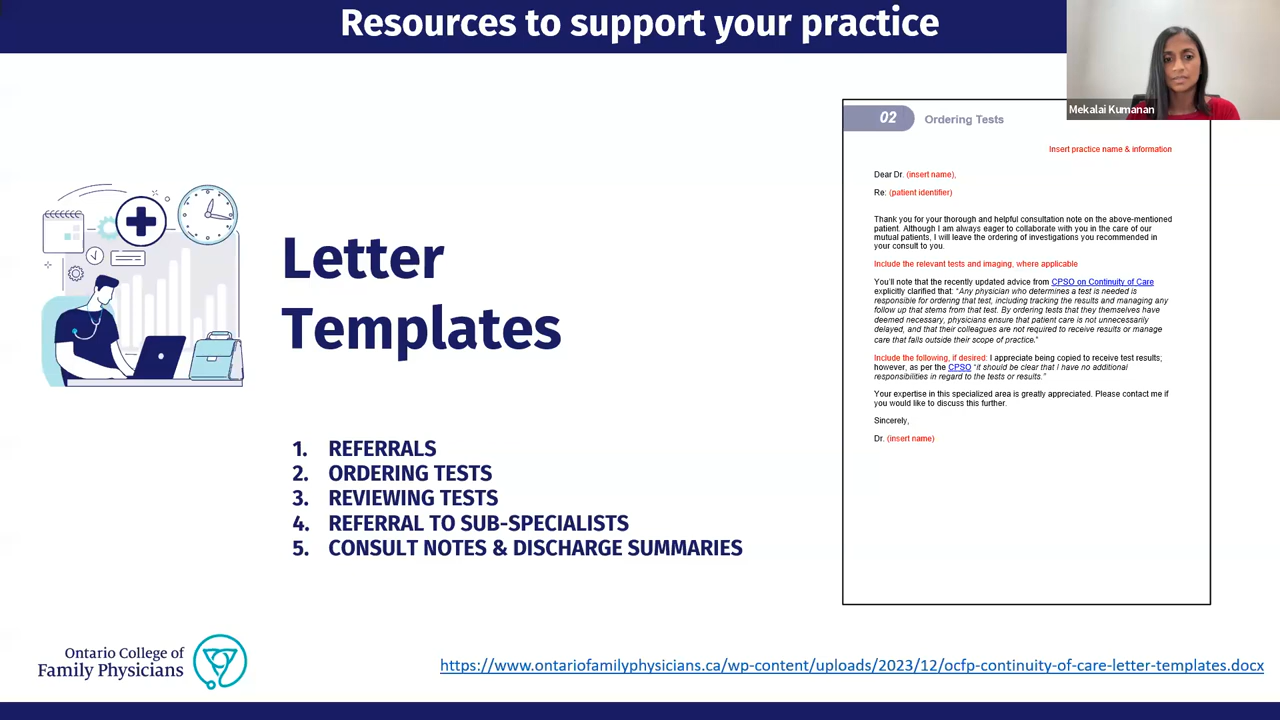 Resources to support your practice
Mekalai Kumanan
02 Ordering Tests
Insert practice name & information
Dear Dr. (insert name),
Re: (patient identifier)
Thank you for your thorough and helpful consultation note on the above-mentioned
patient. Although I am always eager to collaborate with you in the care of our
mutual patients, I will leave the ordering of investigations you recommended in
your consult to you.
Include the relevant tests and imaging, where applicable
You'll note that the recently updated advice from CPSO on Continuity of Care
explicitly clarified that: “Any physician who determines a test is needed is
responsible for ordering that test, including tracking the results and managing any
follow up that stems from that test. By ordering tests that they themselves have
deemed necessary, physicians ensure that patient care is not unnecessarily
delayed, and that their colleagues are not required to receive results or manage
care that falls outside their scope of practice.”
Include the following, if desired: I appreciate being copied to receive test results;
however, as per the CPSO “it should be clear that I have no additional
responsibilities in regard to the tests or results.”
Your expertise in this specialized area is greatly appreciated. Please contact me if
you would like to discuss this further.
Sincerely,
Dr. (insert name)
Letter
Templates
1. REFERRALS
2. ORDERING TESTS
3. REVIEWING TESTS
4. REFERRAL TO SUB-SPECIALISTS
5. CONSULT NOTES & DISCHARGE SUMMARIES
Ontario College of
Family Physicians
https://www.ontariofamilyphysicians.ca/wp-content/uploads/2023/12/ocfp-continuity-of-care-letter-templates.docx